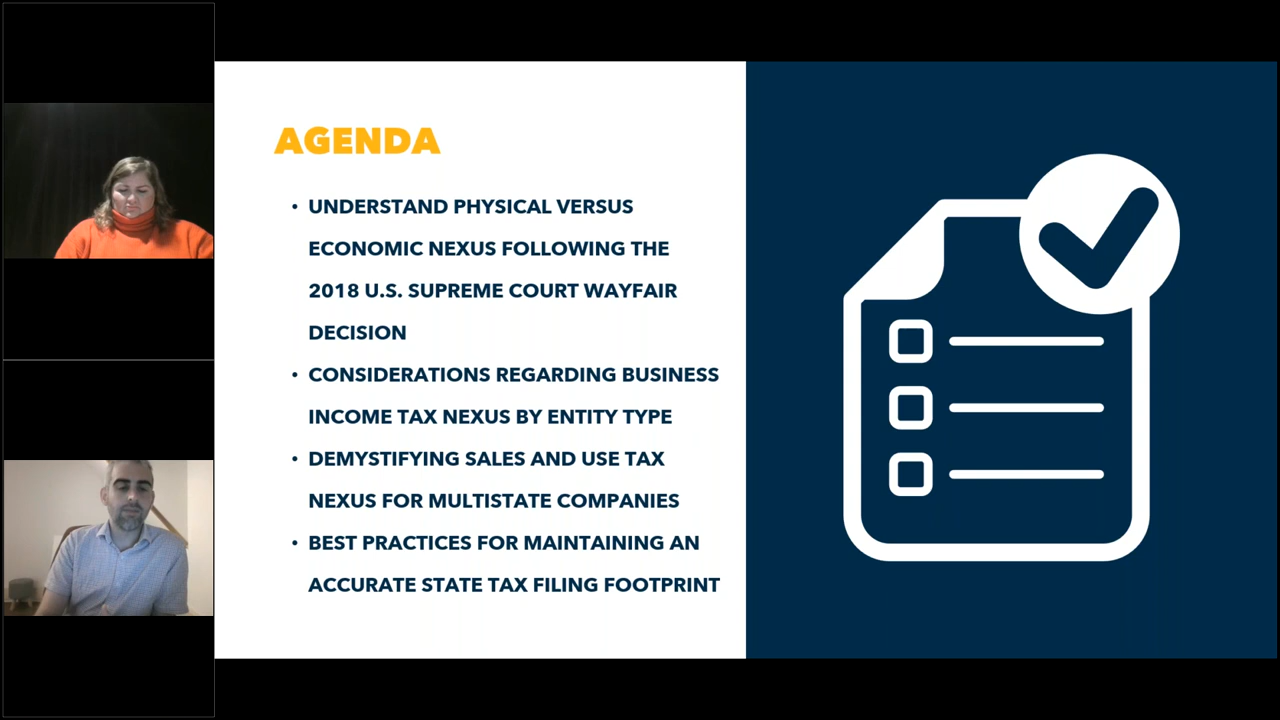 AGENDA
• UNDERSTAND PHYSICAL VERSUS
ECONOMIC NEXUS FOLLOWING THE
2018 U.S. SUPREME COURT WAYFAIR
DECISION
• CONSIDERATIONS REGARDING BUSINESS
INCOME TAX NEXUS BY ENTITY TYPE
• DEMYSTIFYING SALES AND USE TAX
NEXUS FOR MULTISTATE COMPANIES
• BEST PRACTICES FOR MAINTAINING AN
ACCURATE STATE TAX FILING FOOTPRINT